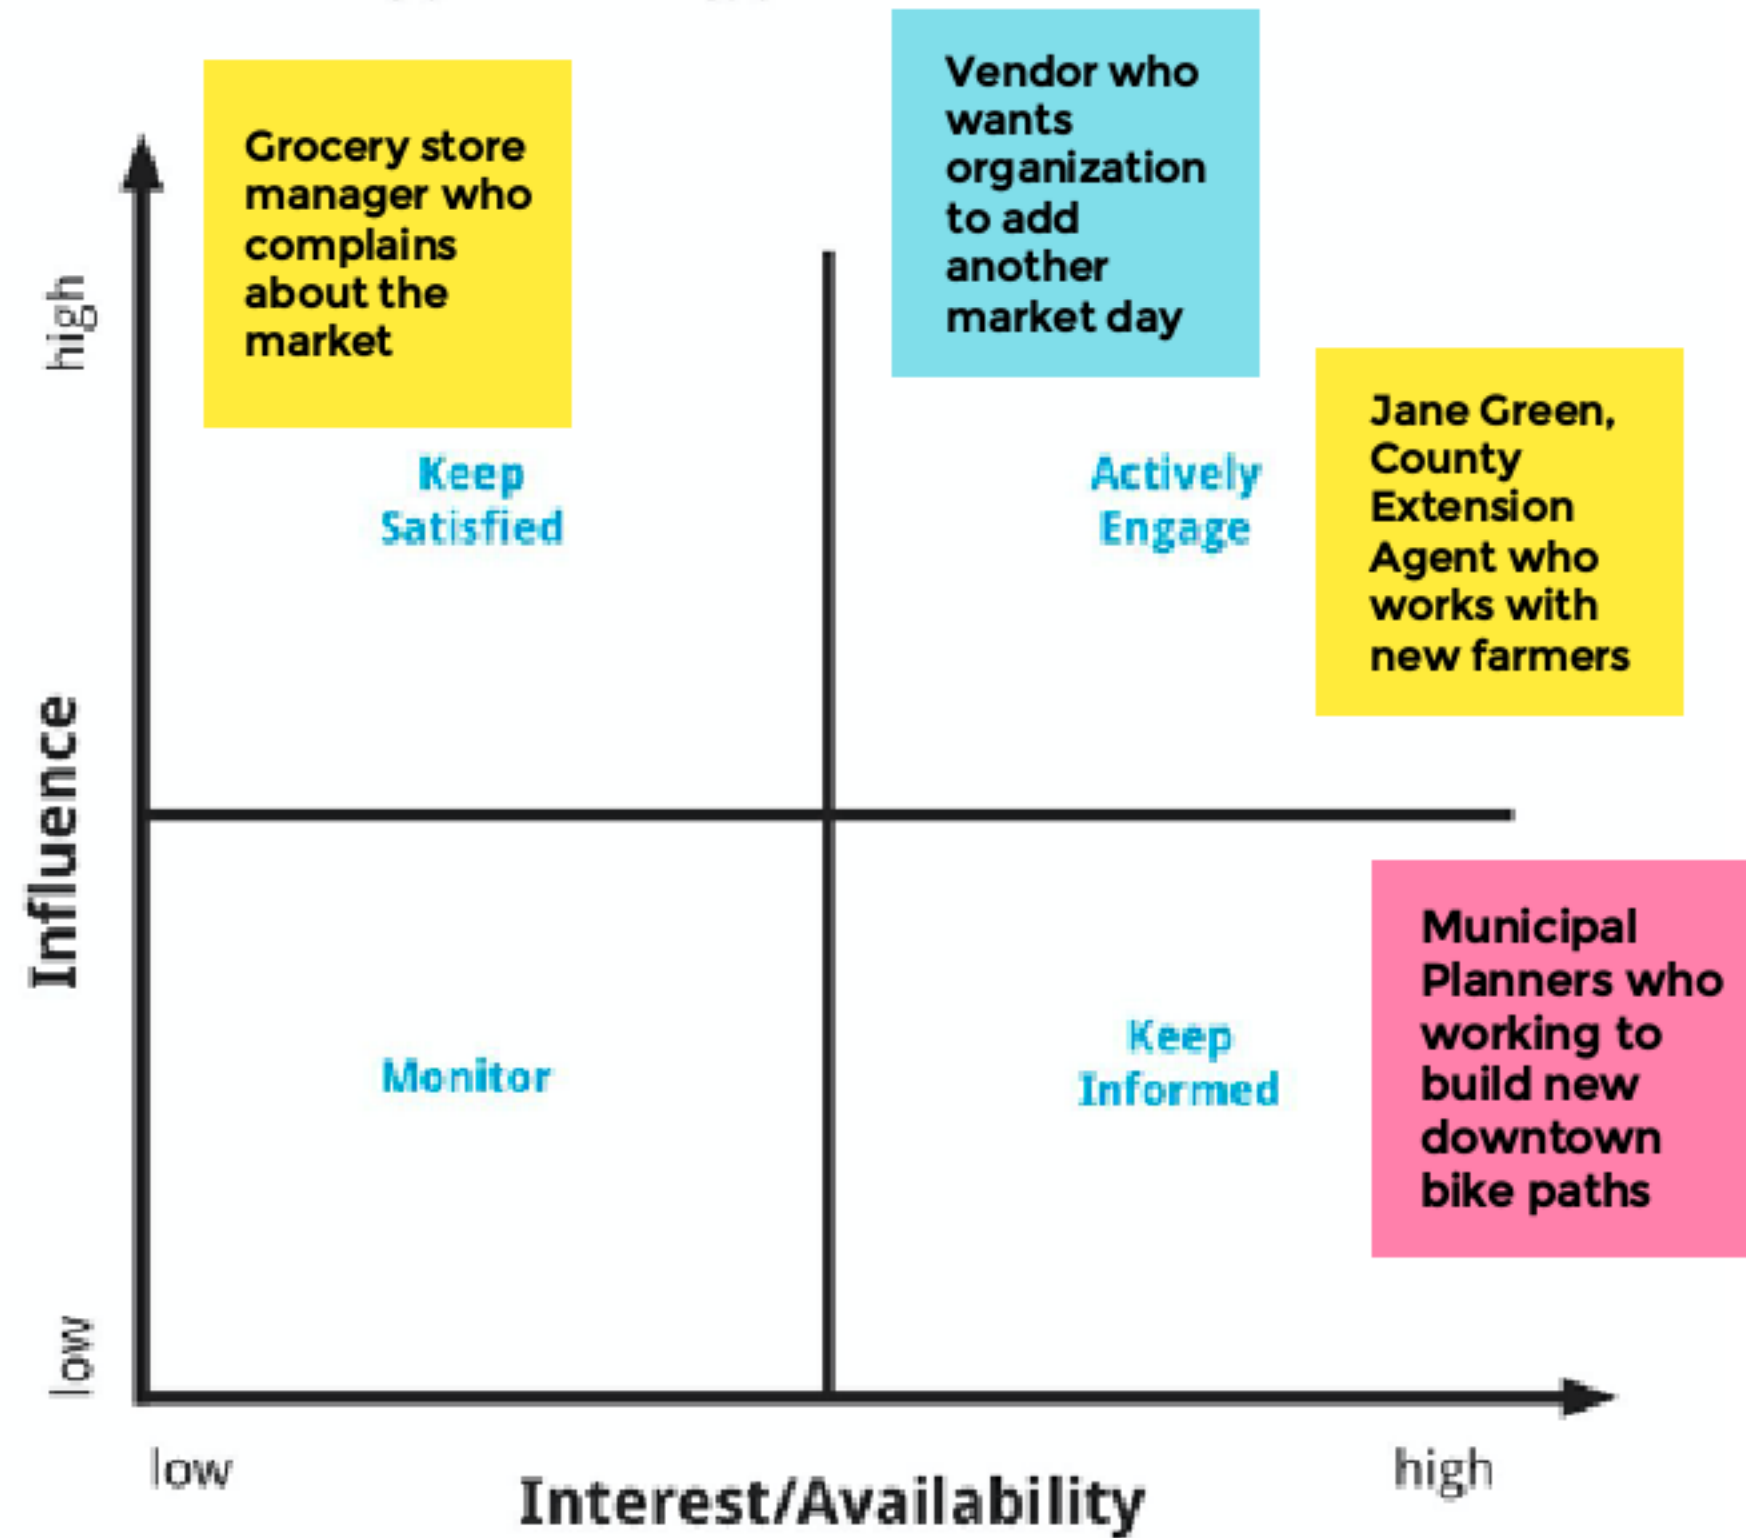 Grocery store
manager who
complains
about the
market
Vendor who
wants
organization
to add
another
market day
Jane Green,
County
Extension
Agent who
works with
new farmers
high
Keep
Satisfied
Actively
Engage
Influence
Municipal
Planners who
working to
build new
downtown
bike paths
Monitor
Keep
Informed
low
low
high
Interest/Availability